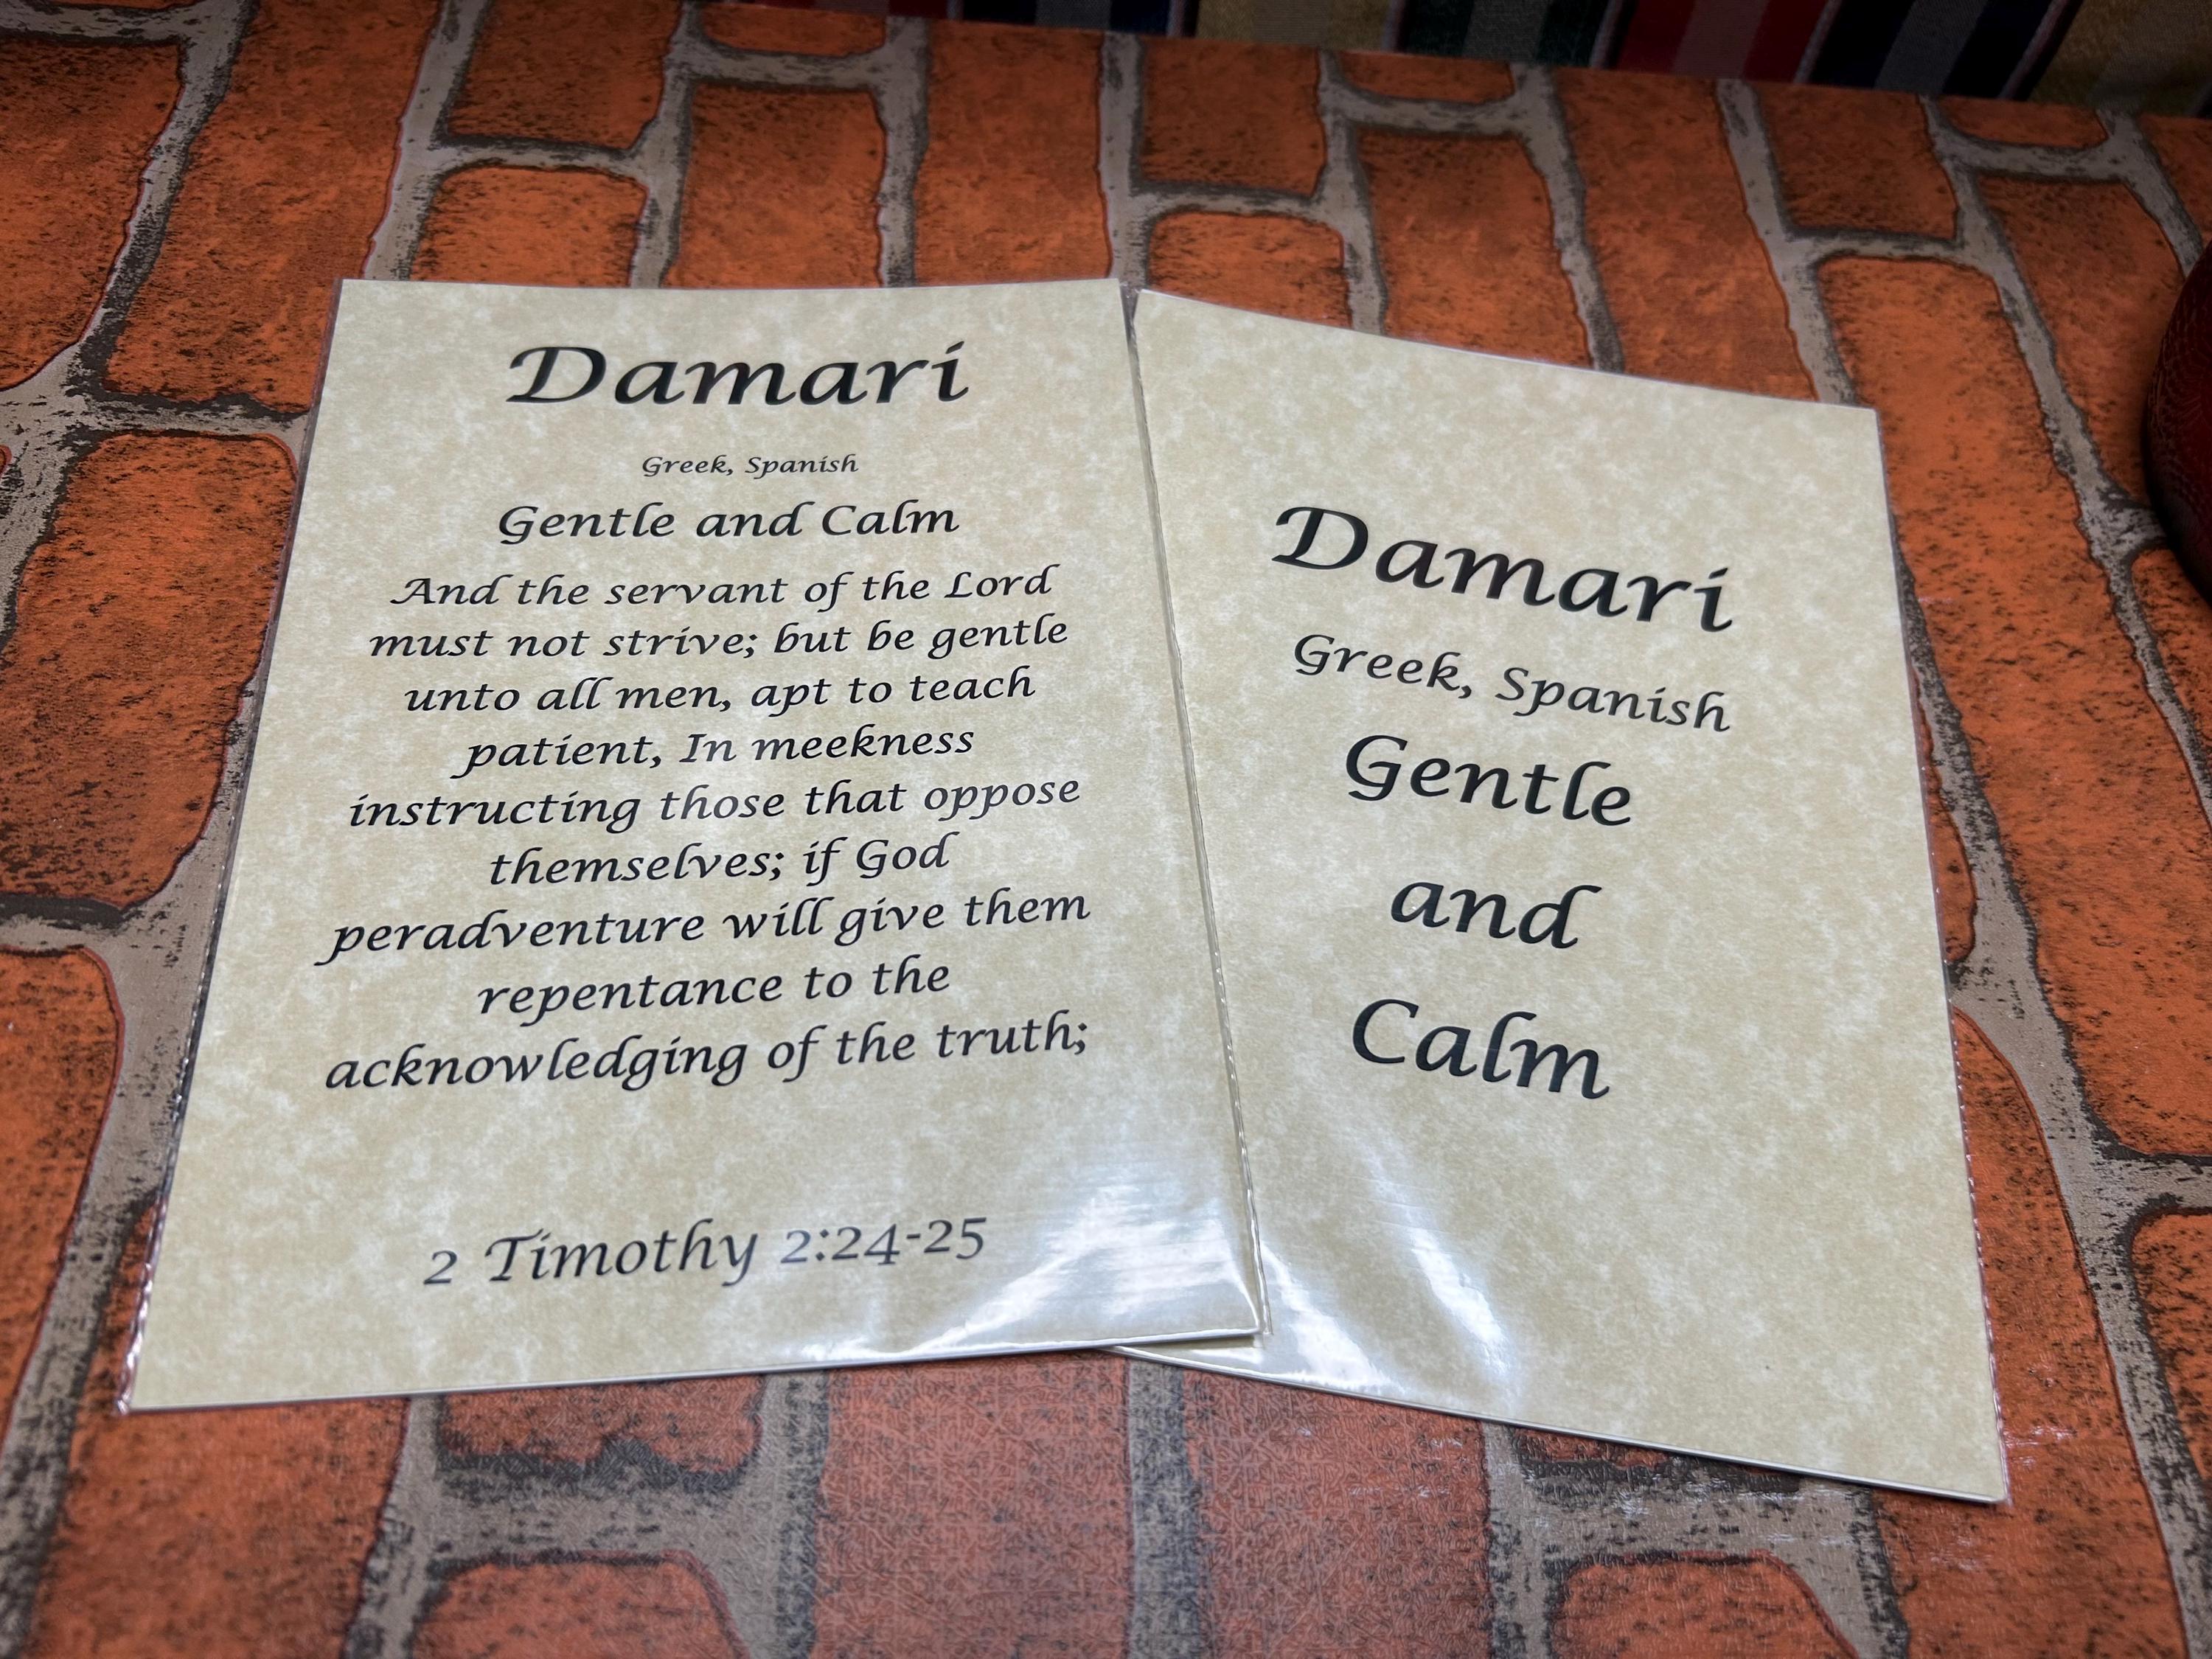 Damari
Greek, Spanish
Gentle and Calm
And the servant of the Lord
must not strive; but be gentle
unto all men, apt to teach
patient, In meekness
instructing those that oppose
themselves; if God
peradventure will give them
repentance to the
acknowledging of the truth;
2 Timothy 2:24-25
Damari
Greek, Spanish
Gentle
and
Calm